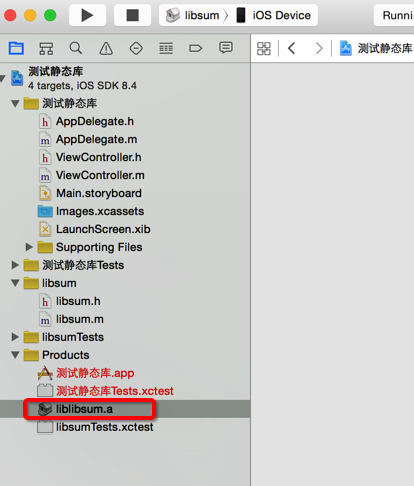 libsum 〉 iOS Device
Runni
测试静态库
测试静态库
4 targets, iOS SDK 8.4
测试静态库
AppDelegate.h
AppDelegate.m
ViewController.h
ViewController.m
Main.storyboard
Images.xcassets
LaunchScreen.xib
Supporting Files
测试静态库Tests
libsum
libsum.h
libsum.m
libsumTests
Products
测试静态库.app
测试静态库Tests.xctest
liblibsum.a
libsumTests.xctest